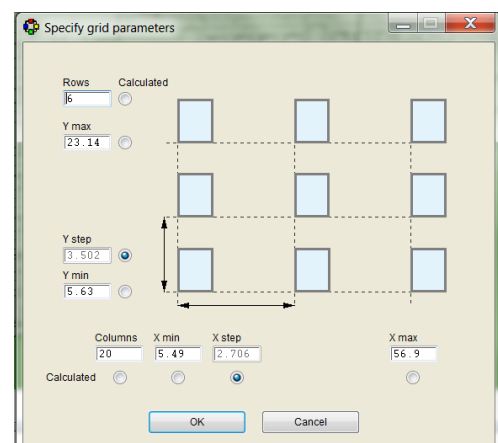 Specify grid parameters
X
Rows Calculated
6
Y max
23.14
Y step
3.502
Y min
5.63
Columns X min X step X max
20 5.49 2.706 56.9
Calculated
OK Cancel